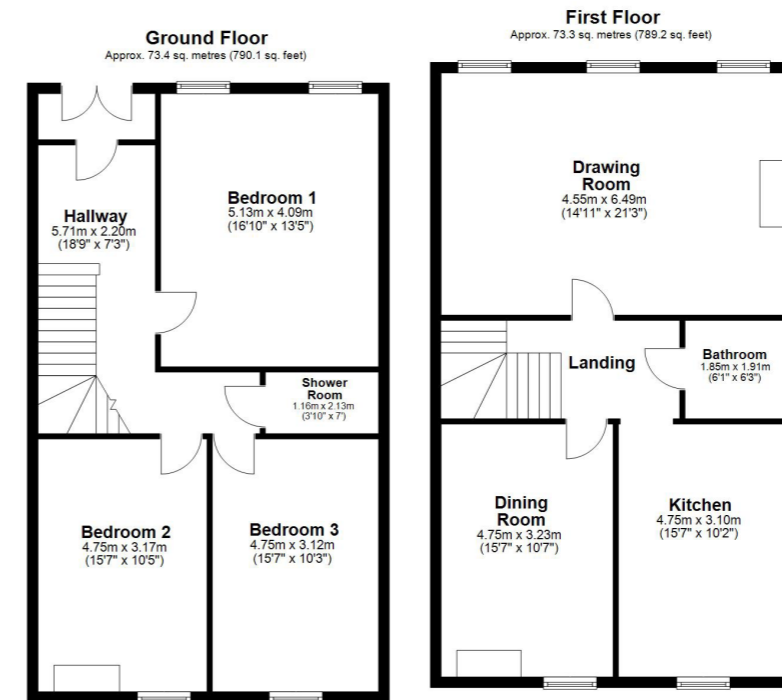 Ground Floor
Approx. 73.4 sq. metres (790.1 sq. feet)
Hallway
5.71m x 2.20m
(18'9" x 7'3")
Bedroom 1
5.13m x 4.09m
(16'10" x 13'5")
Shower
Room
1.16m x 2.13m
(3'10" x 7')
Bedroom 2
4.75m x 3.17m
(15'7" x 10'5")
Bedroom 3
4.75m x 3.12m
(15'7" x 10'3")
First Floor
Approx. 73.3 sq. metres (789.2 sq. feet)
Drawing
Room
4.55m x 6.49m
(14'11" x 21'3")
Landing
Bathroom
1.85m x 1.91m
(6'1" x 6'3")
Dining
Room
4.75m x 3.23m
(15'7" x 10'7")
Kitchen
4.75m x 3.10m
(15'7" x 10'2")